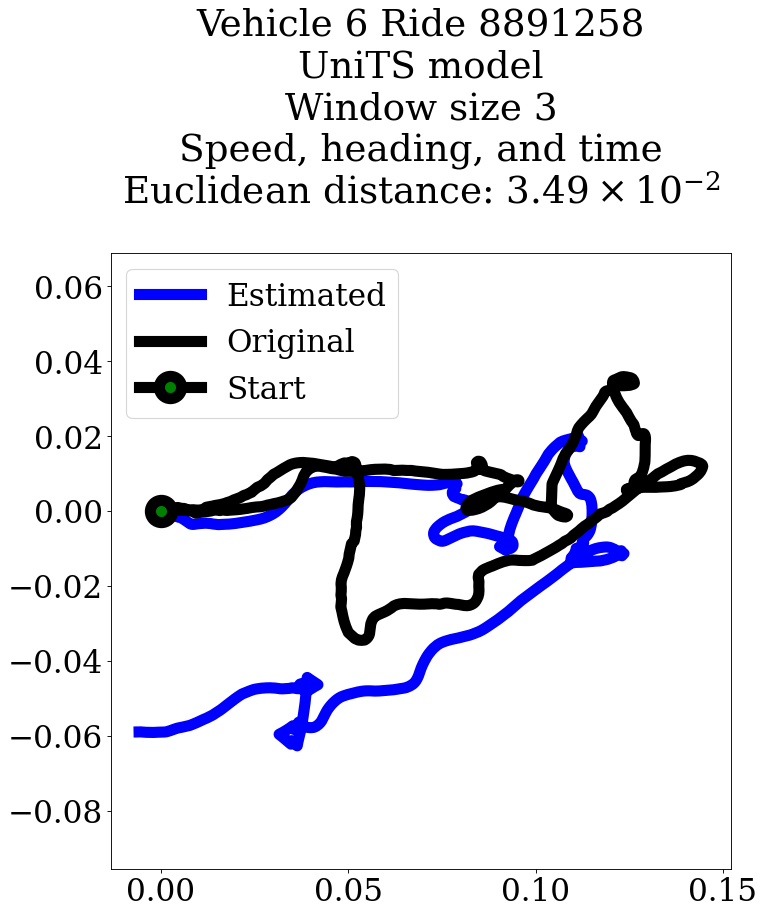 Vehicle 6 Ride 8891258
UniTS model
Window size 3
Speed, heading, and time
Euclidean distance: 3.49 × 10⁻²
Estimated
Original
Start
0.06
0.04
0.02
0.00
−0.02
−0.04
−0.06
−0.08
0.00 0.05 0.10 0.15